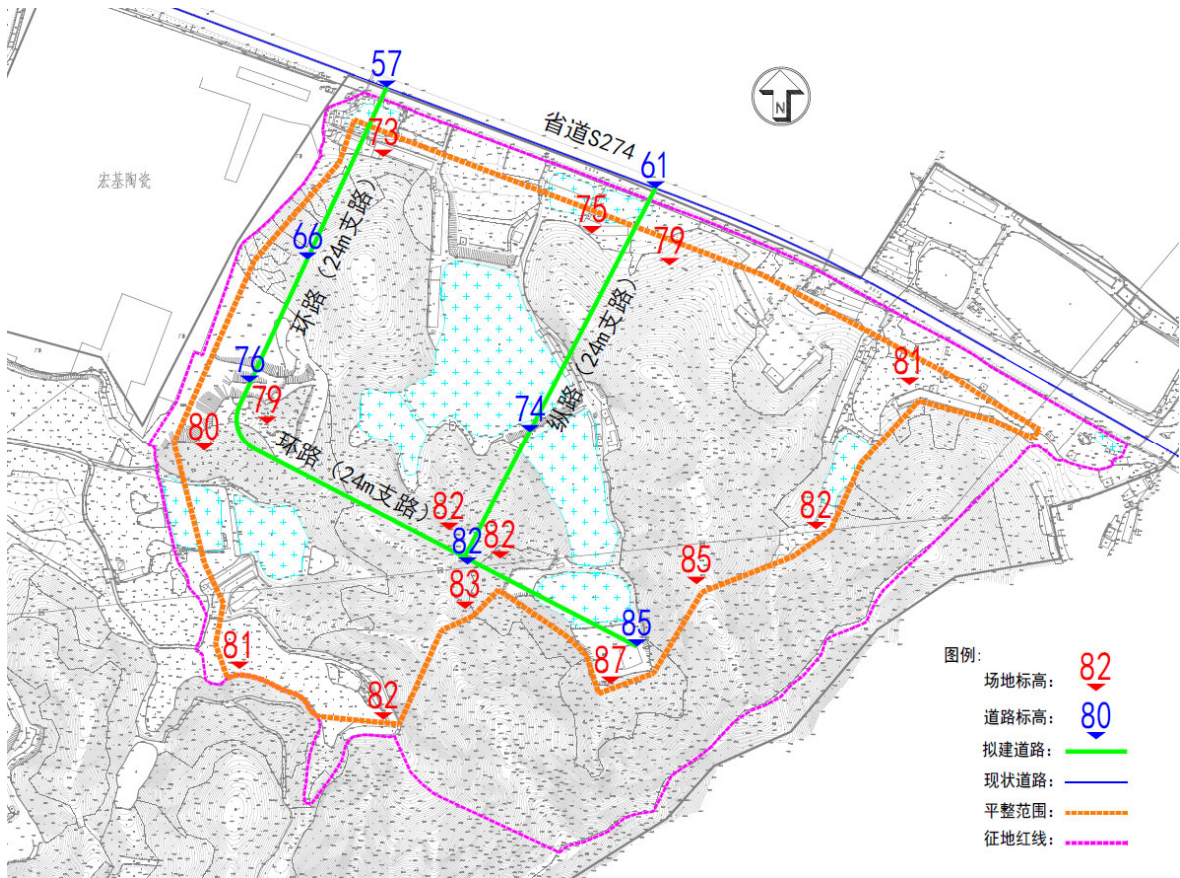 57
省道S274
N
73
61
宏基陶瓷
75
79
66
环路（24m支路）
纵路（24m支路）
76
81
79
80
74
环路（24m支路）
82
82
82
82
83
85
85
81
87
82
图例：
场地标高： 82
道路标高： 80
拟建道路：
现状道路：
平整范围：
征地红线：